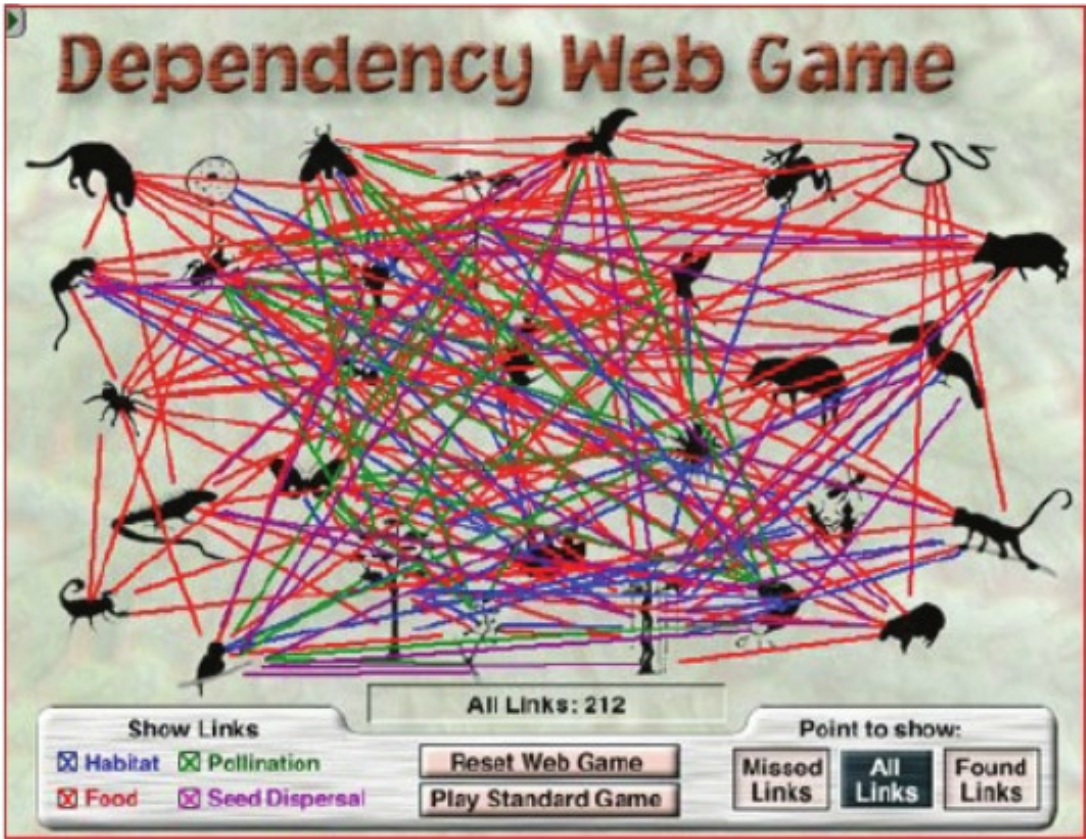 Dependency Web Game
All Links: 212
Show Links
Habitat
Pollination
Food
Seed Dispersal
Reset Web Game
Play Standard Game
Point to show:
Missed
Links
All
Links
Found
Links